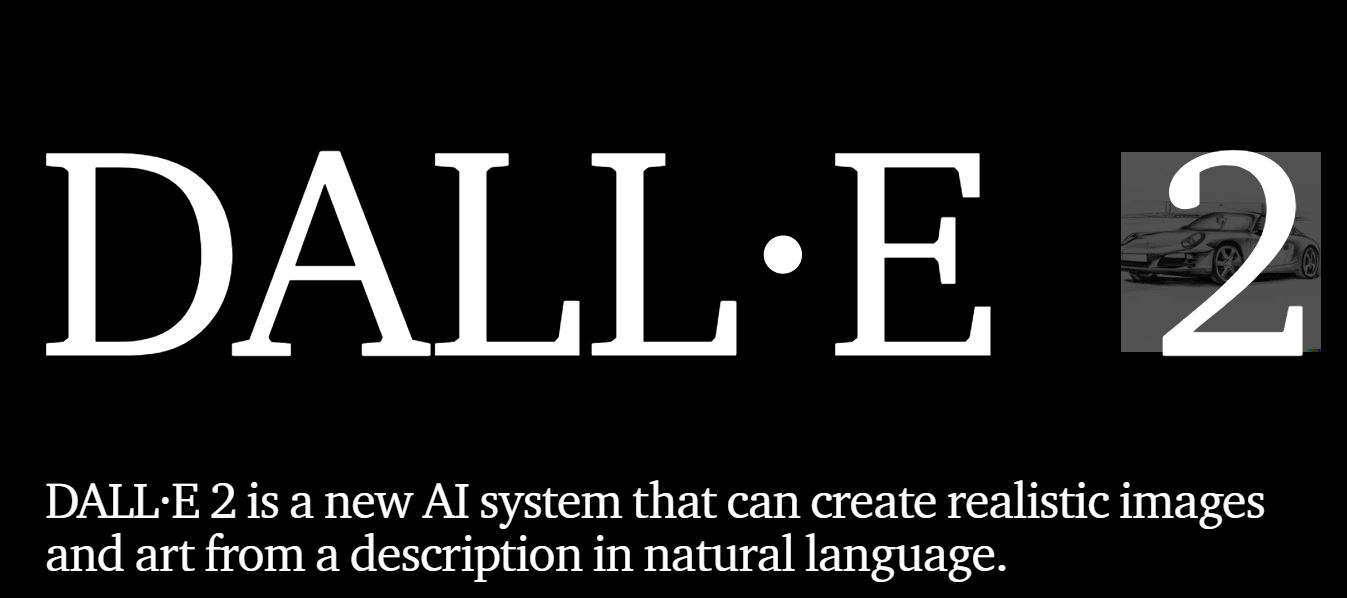 DALL·E 2
DALL·E 2 is a new AI system that can create realistic images
and art from a description in natural language.